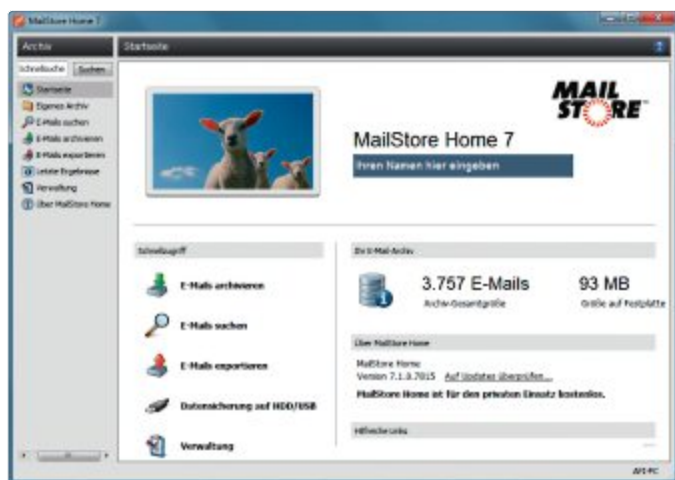 MailStore Home 7
Archiv
Startseite
Schnellsuche
Suchen
Startseite
Eigenes Archiv
E-Mails suchen
E-Mails archivieren
E-Mails exportieren
Letzte Ergebnisse
Verwaltung
Über MailStore Home
MAIL
STORE
MailStore Home 7
Ihren Namen hier eingeben
Schnellzugriff
E-Mails archivieren
E-Mails suchen
E-Mails exportieren
Datensicherung auf HDD/USB
Verwaltung
Ihr E-Mail-Archiv
3.757 E-Mails
93 MB
Archiv-Gesamtgröße
Größe auf Festplatte
Über MailStore Home
MailStore Home
Version 7.1.0.7815 Auf Updates überprüfen...
MailStore Home ist für den privaten Einsatz kostenlos.
Hilfreiche Links
API-PC